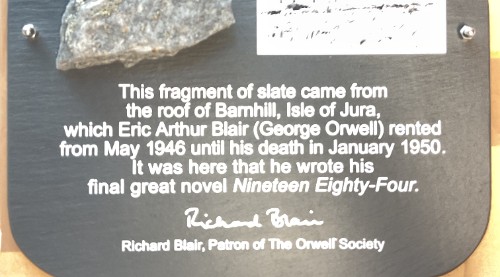 This fragment of slate came from
the roof of Barnhill, Isle of Jura,
which Eric Arthur Blair (George Orwell) rented
from May 1946 until his death in January 1950.
It was here that he wrote his
final great novel Nineteen Eighty-Four.
Richard Blair
Richard Blair, Patron of The Orwell Society